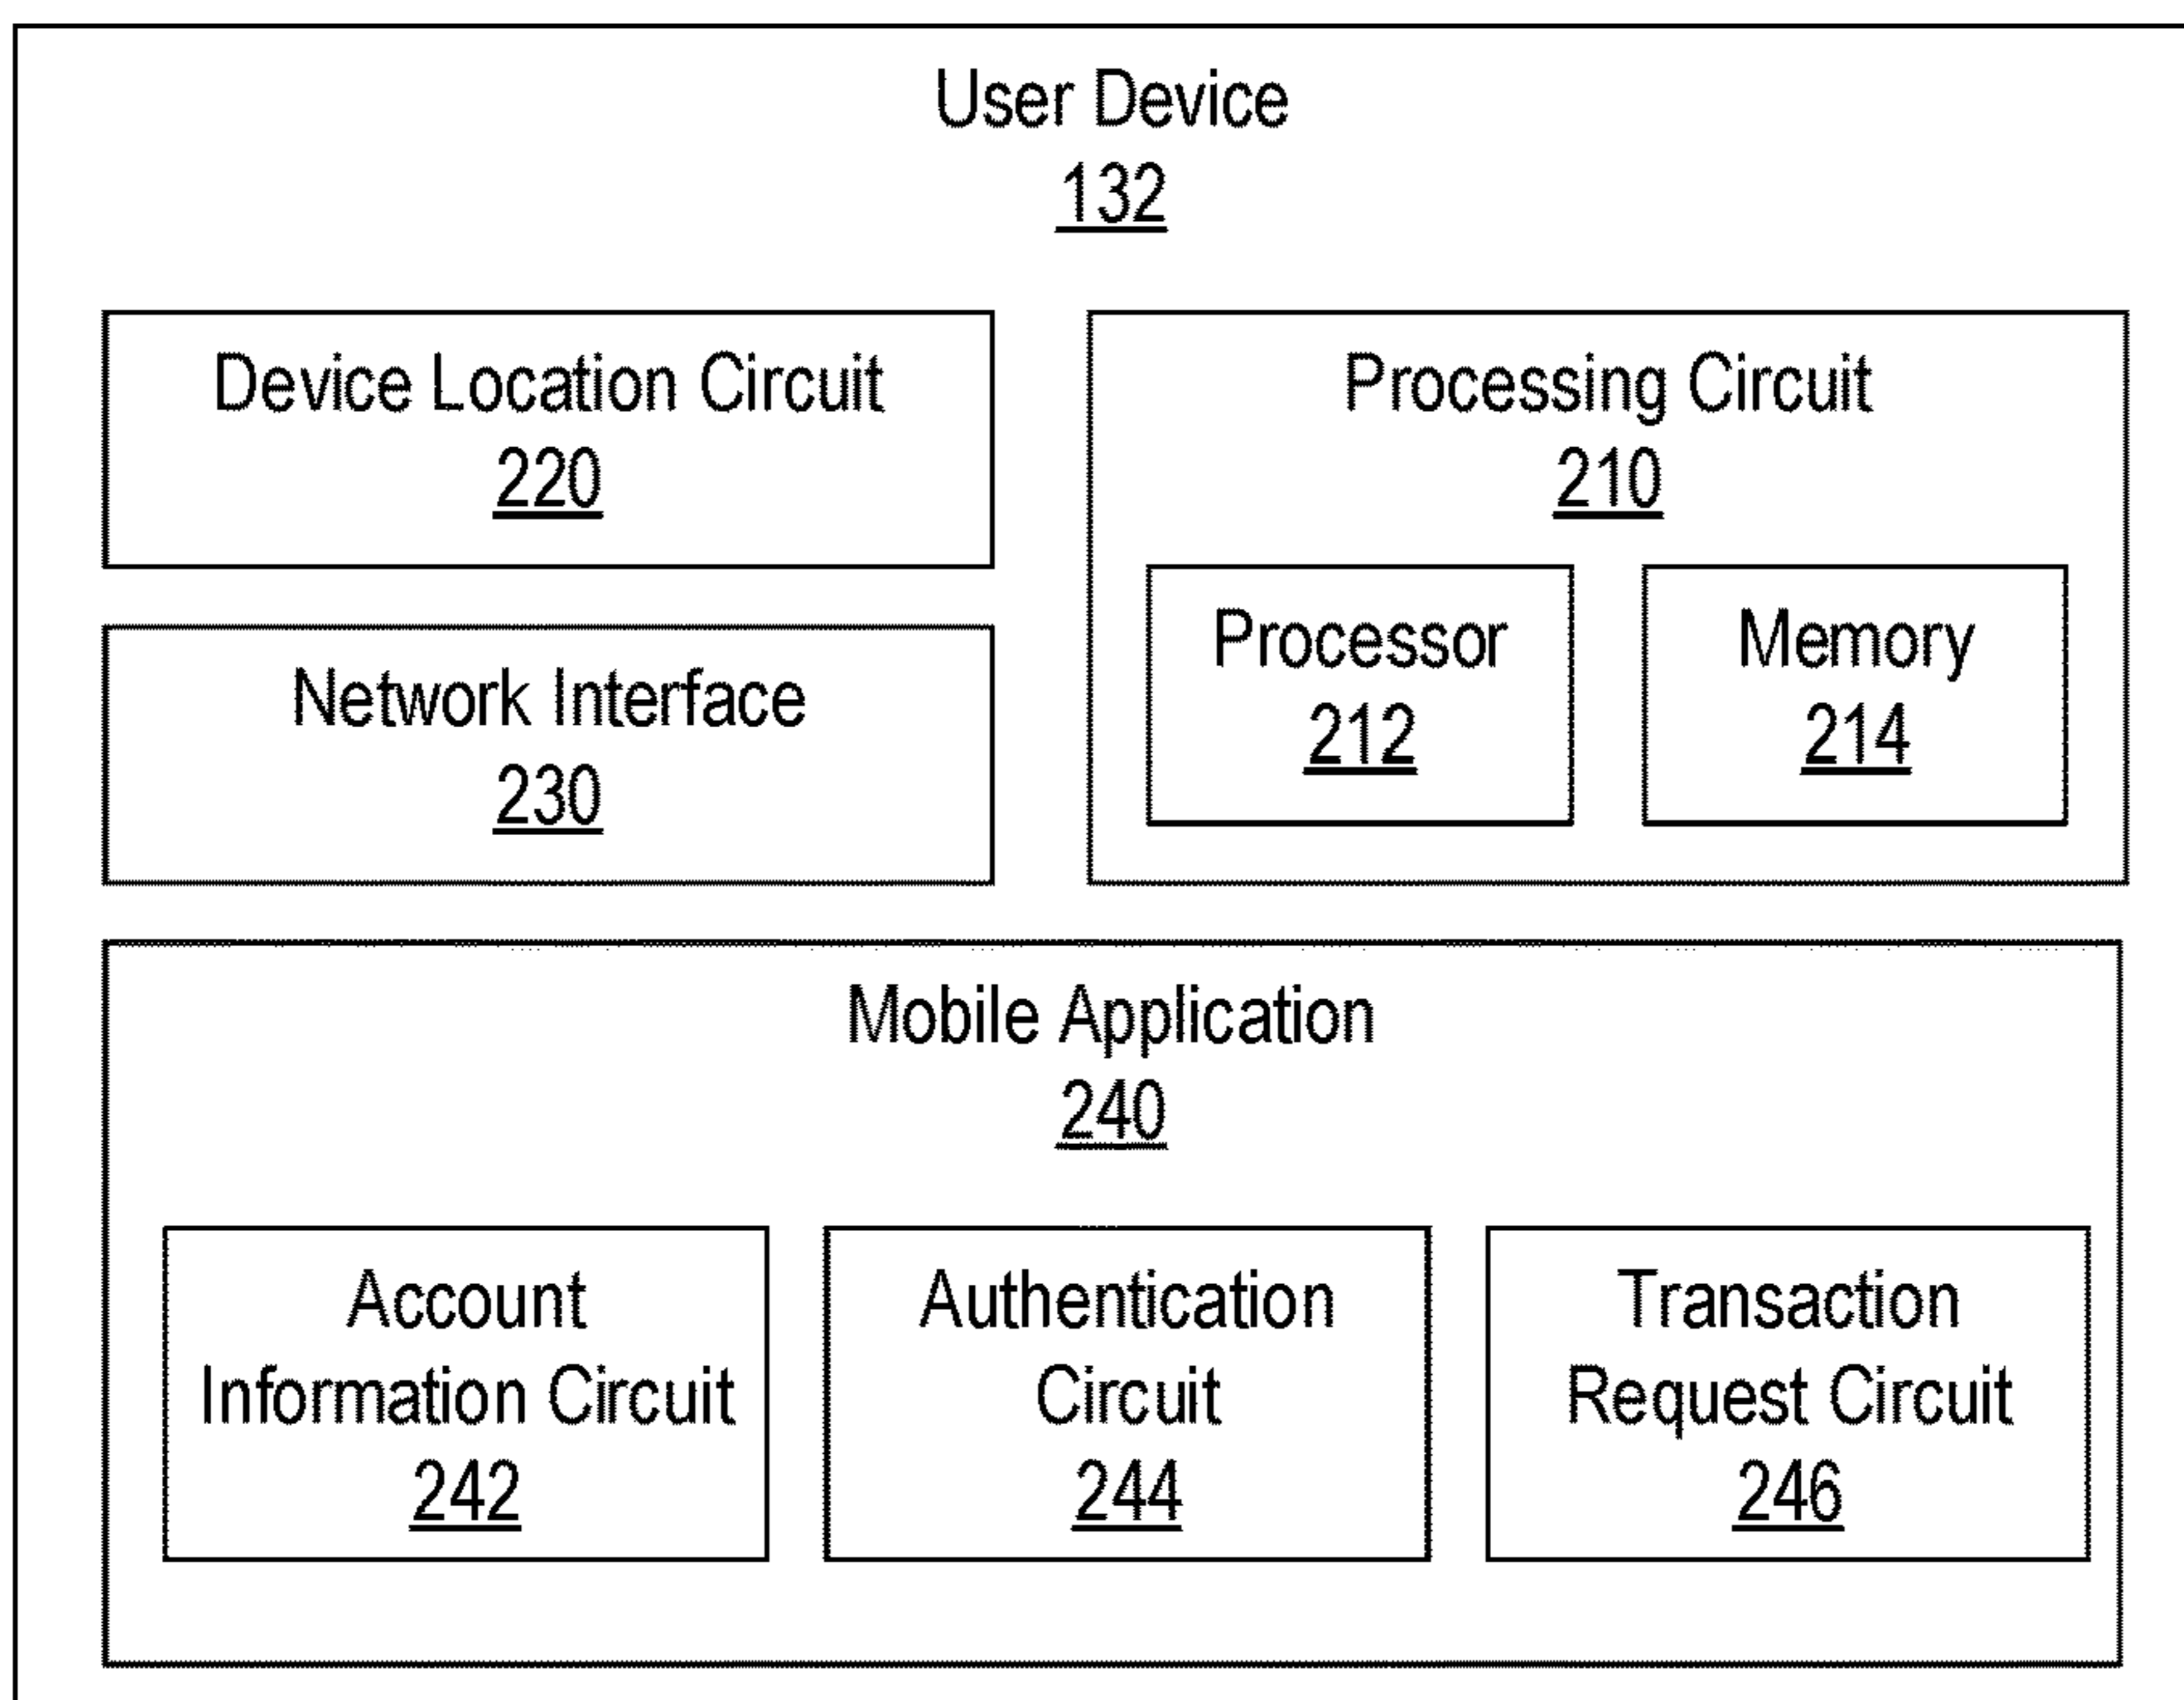 User Device
132
Device Location Circuit
220
Processing Circuit
210
Processor
212
Memory
214
Network Interface
230
Mobile Application
240
Account
Information Circuit
242
Authentication
Circuit
244
Transaction
Request Circuit
246